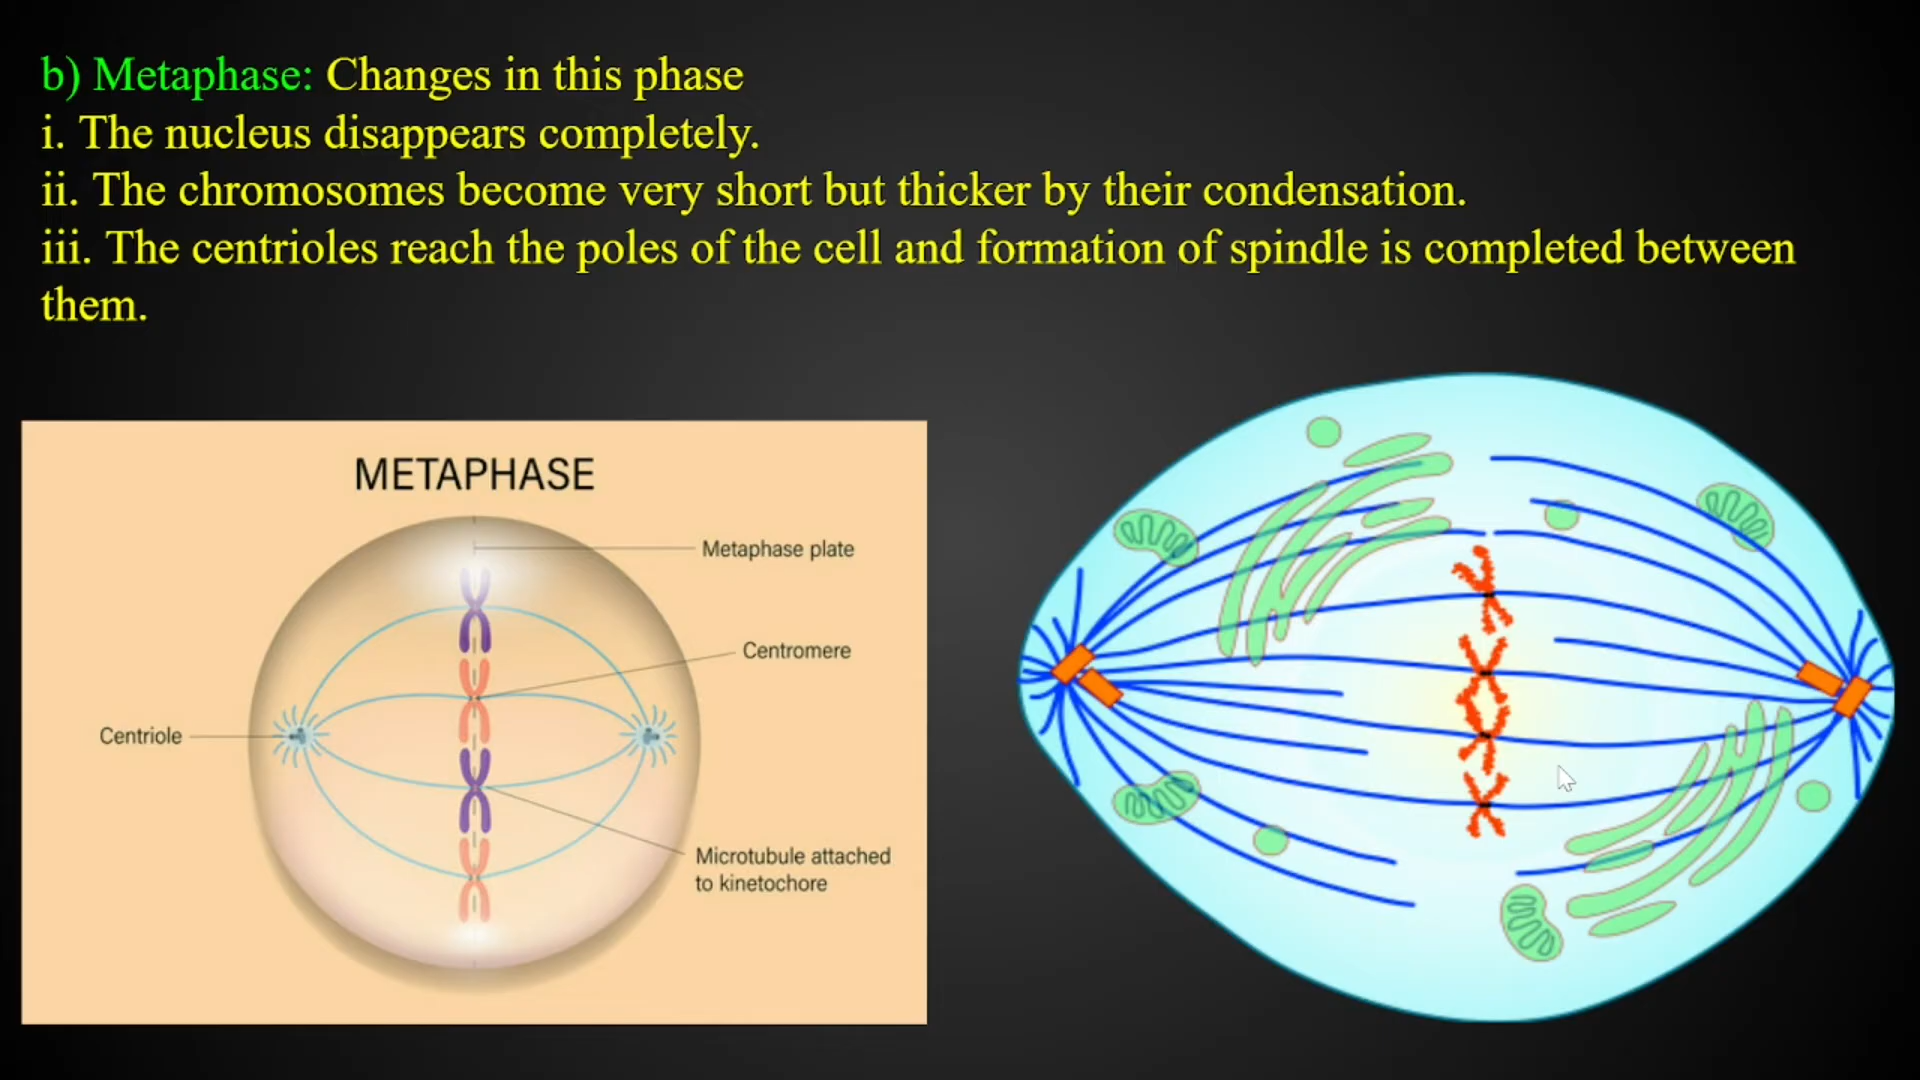 b) Metaphase: Changes in this phase
i. The nucleus disappears completely.
ii. The chromosomes become very short but thicker by their condensation.
iii. The centrioles reach the poles of the cell and formation of spindle is completed between
them.
METAPHASE
Metaphase plate
Centromere
Centriole
Microtubule attached
to kinetochore